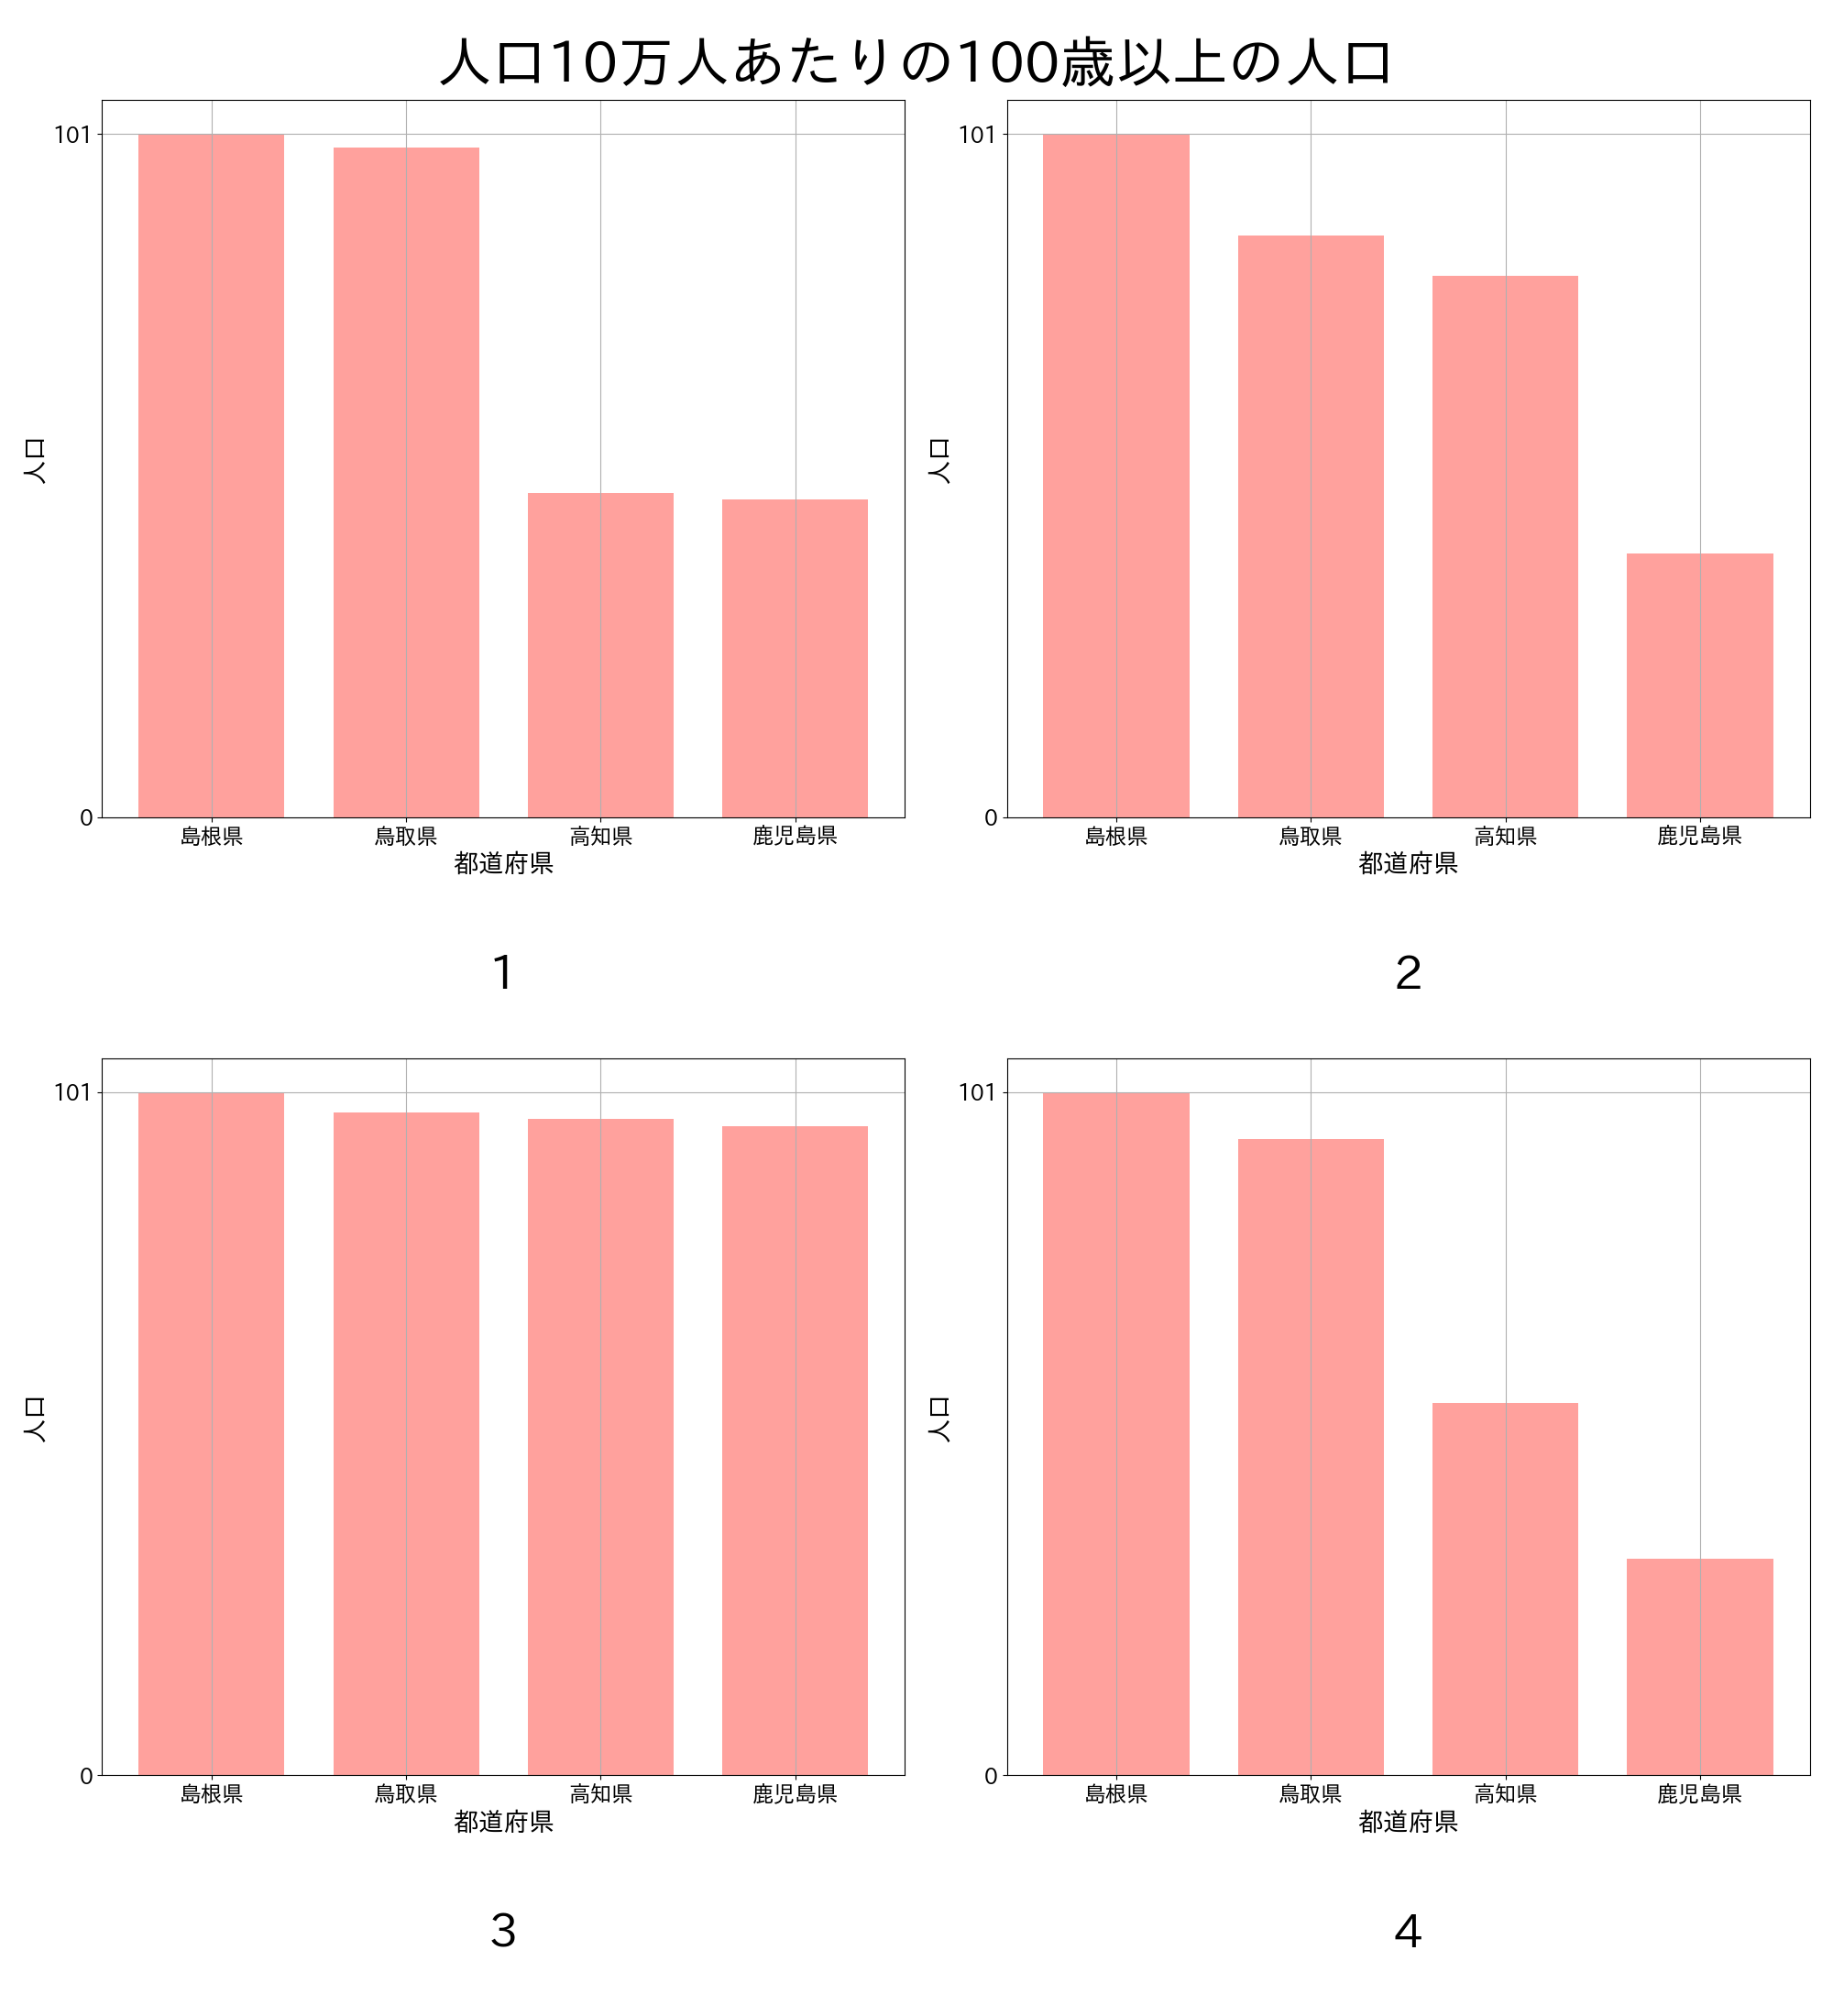 人口10万人あたりの100歳以上の人口
101
0
人口
島根県 鳥取県 高知県 鹿児島県
都道府県
1
101
0
人口
島根県 鳥取県 高知県 鹿児島県
都道府県
2
101
0
人口
島根県 鳥取県 高知県 鹿児島県
都道府県
3
101
0
人口
島根県 鳥取県 高知県 鹿児島県
都道府県
4